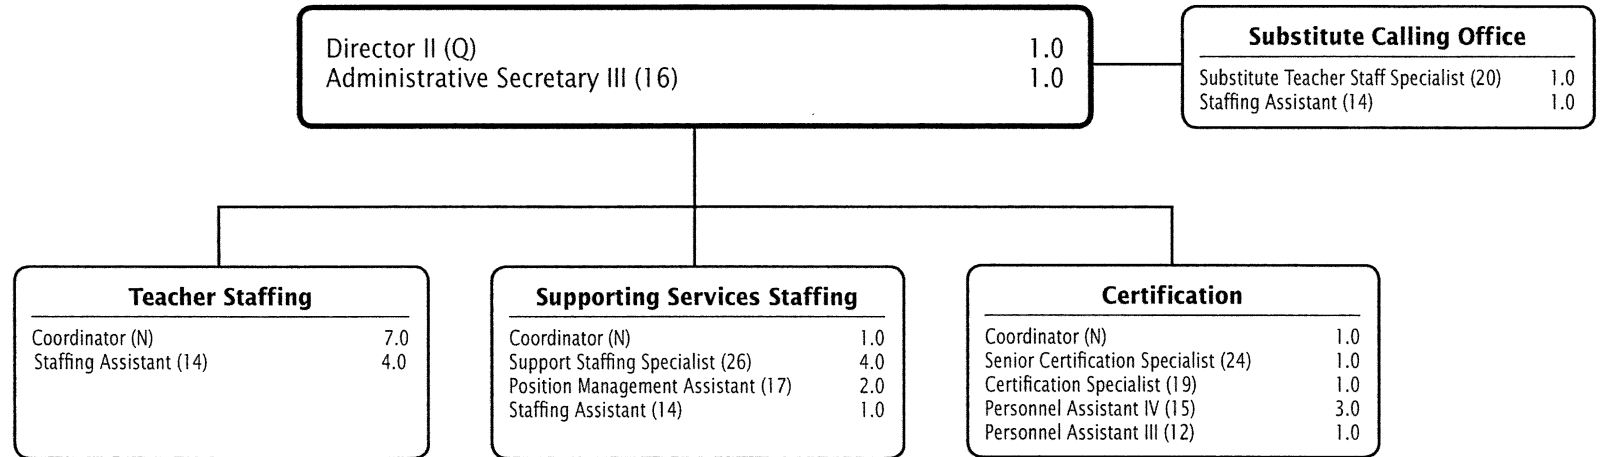 Director II (Q) 1.0
Administrative Secretary III (16) 1.0
Substitute Calling Office
Substitute Teacher Staff Specialist (20) 1.0
Staffing Assistant (14) 1.0
Teacher Staffing
Coordinator (N) 7.0
Staffing Assistant (14) 4.0
Supporting Services Staffing
Coordinator (N) 1.0
Support Staffing Specialist (26) 4.0
Position Management Assistant (17) 2.0
Staffing Assistant (14) 1.0
Certification
Coordinator (N) 1.0
Senior Certification Specialist (24) 1.0
Certification Specialist (19) 1.0
Personnel Assistant IV (15) 3.0
Personnel Assistant III (12) 1.0